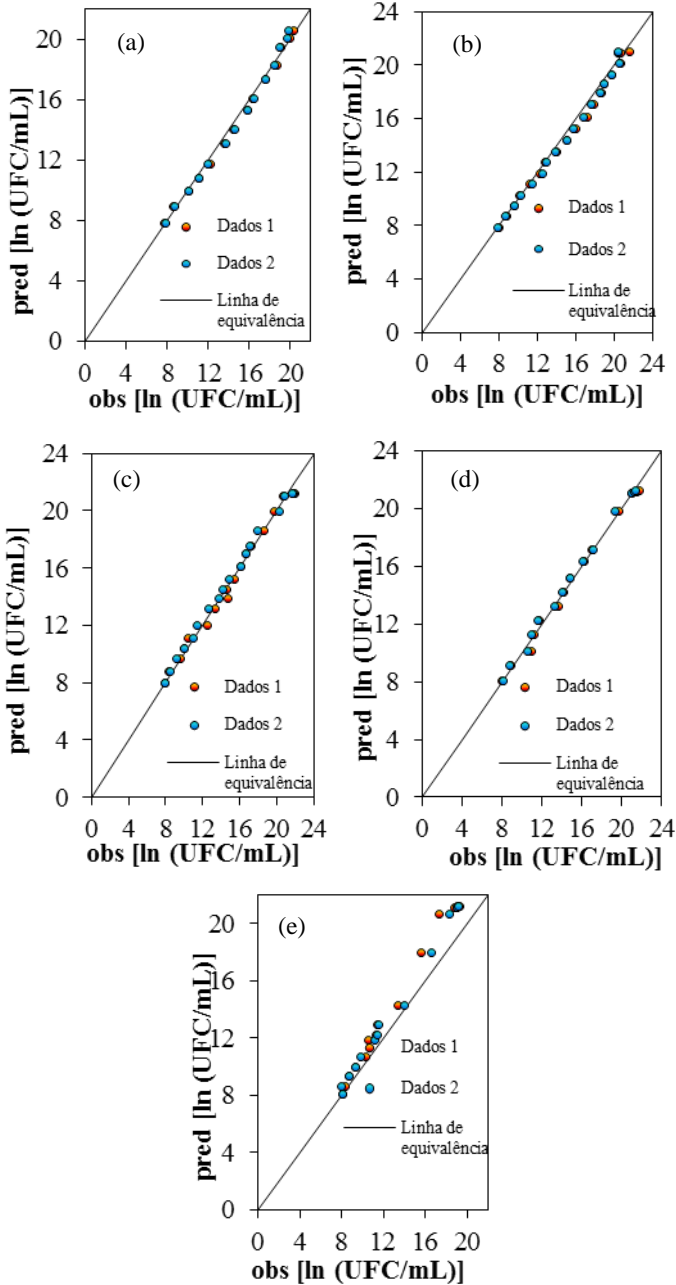 (a)
pred [ln (UFC/mL)]
20
16
12
8
4
0
Dados 1
Dados 2
Linha de
equivalência
0 4 8 12 16 20
obs [ln (UFC/mL)]
(b)
pred [ln (UFC/mL)]
24
20
16
12
8
4
0
Dados 1
Dados 2
Linha de
equivalência
0 4 8 12 16 20 24
obs [ln (UFC/mL)]
(c)
pred [ln (UFC/mL)]
24
20
16
12
8
4
0
Dados 1
Dados 2
Linha de
equivalência
0 4 8 12 16 20 24
obs [ln (UFC/mL)]
(d)
pred [ln (UFC/mL)]
24
20
16
12
8
4
0
Dados 1
Dados 2
Linha de
equivalência
0 4 8 12 16 20 24
obs [ln (UFC/mL)]
(e)
pred [ln (UFC/mL)]
20
16
12
8
4
0
Dados 1
Dados 2
Linha de
equivalência
0 4 8 12 16 20
obs [ln (UFC/mL)]